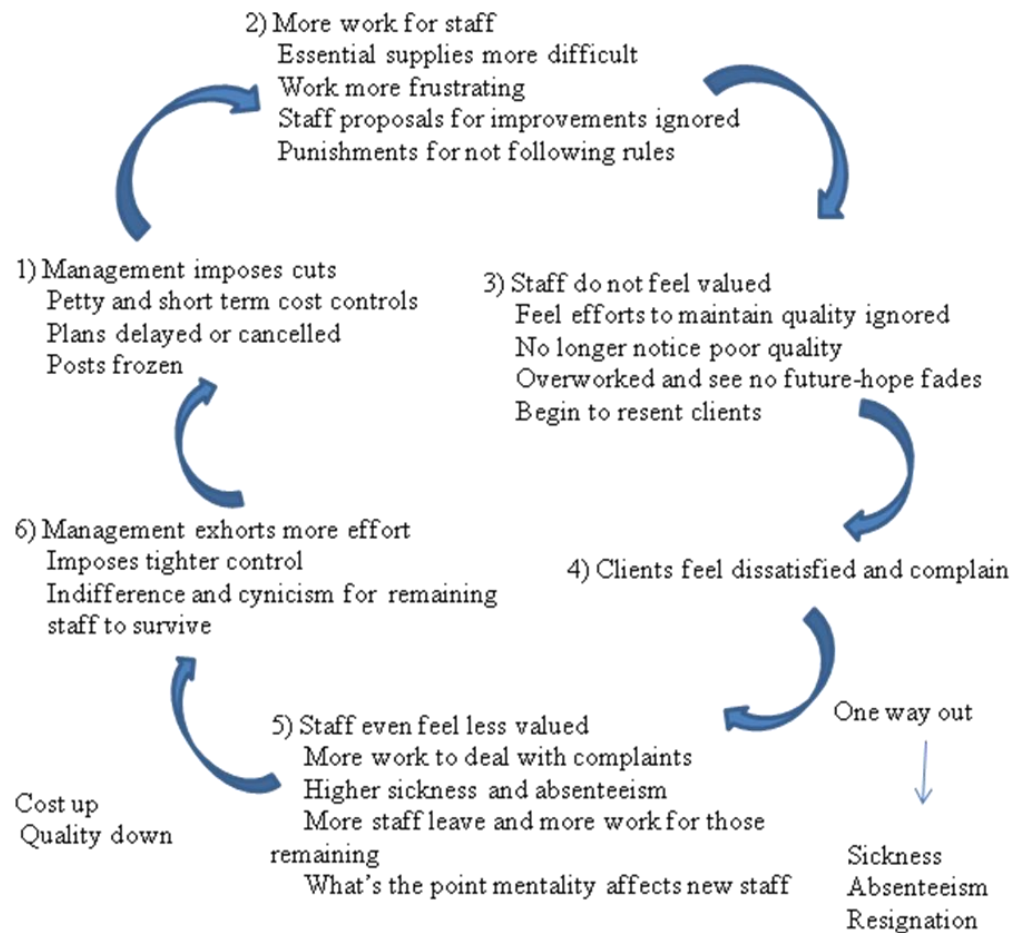 2) More work for staff
Essential supplies more difficult
Work more frustrating
Staff proposals for improvements ignored
Punishments for not following rules
1) Management imposes cuts
Petty and short term cost controls
Plans delayed or cancelled
Posts frozen
3) Staff do not feel valued
Feel efforts to maintain quality ignored
No longer notice poor quality
Overworked and see no future-hope fades
Begin to resent clients
6) Management exhorts more effort
Imposes tighter control
Indifference and cynicism for remaining
staff to survive
4) Clients feel dissatisfied and complain
5) Staff even feel less valued
More work to deal with complaints
Higher sickness and absenteeism
More staff leave and more work for those
remaining
What's the point mentality affects new staff
One way out
Sickness
Absenteeism
Resignation
Cost up
Quality down